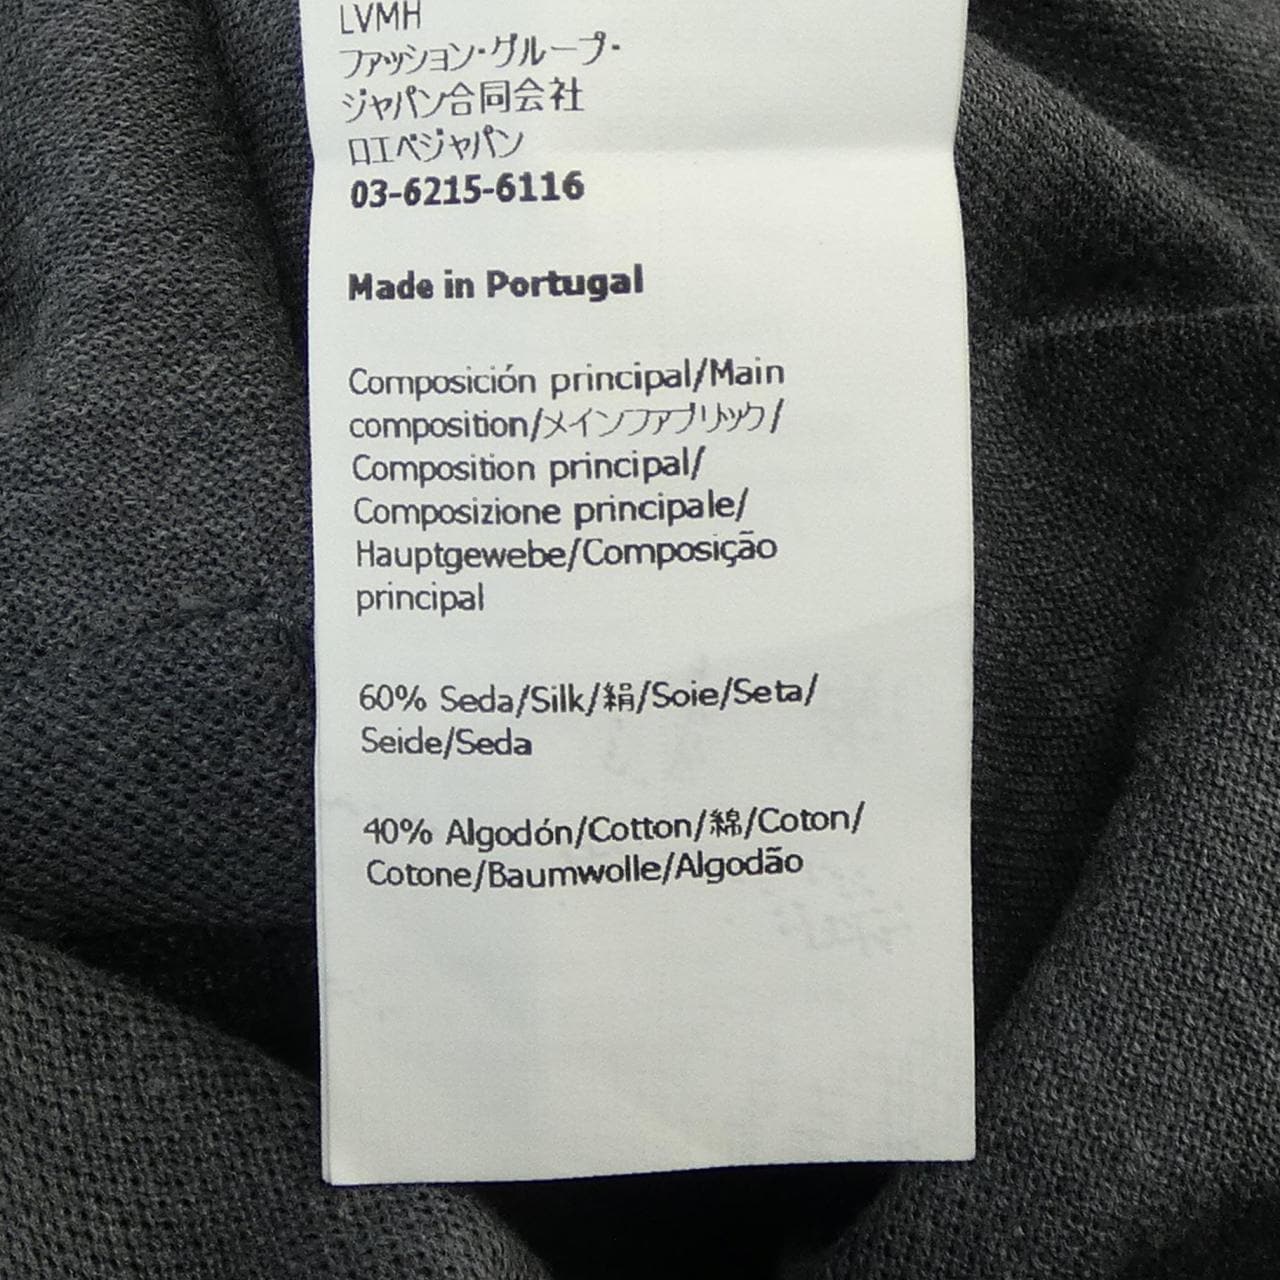 LVMH
ファッション・グループ・
ジャパン合同会社
ロエベジャパン
03-6215-6116
Made in Portugal
Composición principal/Main
composition/メインファブリック/
Composition principal/
Composizione principale/
Hauptgewebe/Composição
principal
60% Seda/Silk/絹/Soie/Seta/
Seide/Seda
40% Algodón/Cotton/綿/Coton/
Cotone/Baumwolle/Algodão